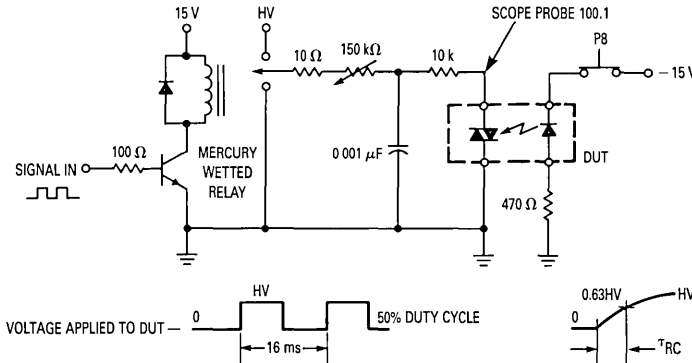 15 V
HV
SCOPE PROBE 100.1
10 Ω
150 kΩ
10 k
P8
– 15 V
100 Ω
MERCURY
WETTED
RELAY
0 001 μF
DUT
SIGNAL IN
470 Ω
HV
0.63HV
HV
0
50% DUTY CYCLE
0
VOLTAGE APPLIED TO DUT
16 ms
τRC